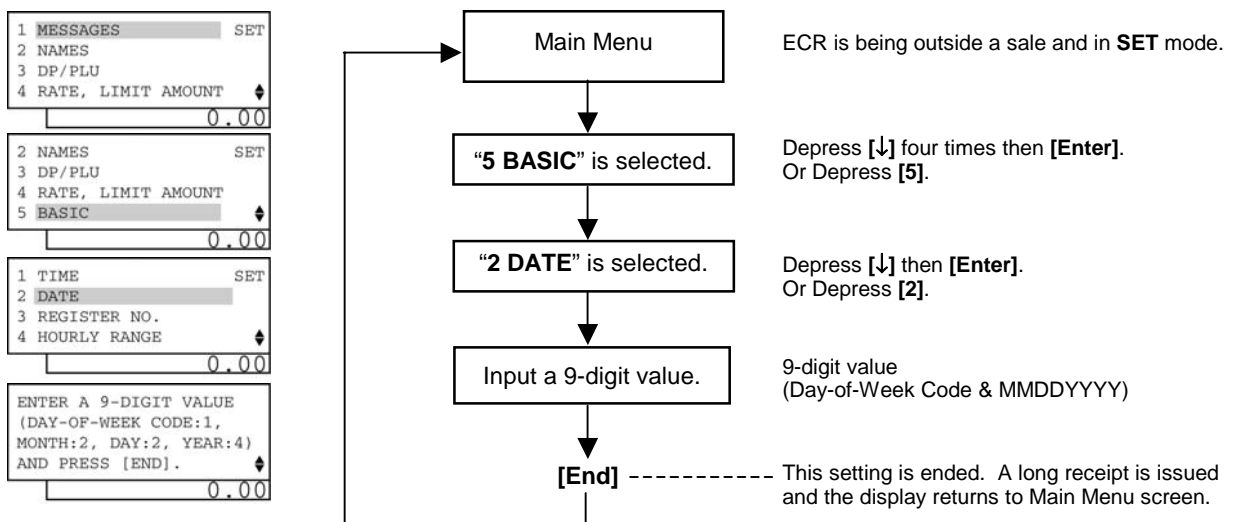 1 MESSAGES SET
2 NAMES
3 DP/PLU
4 RATE, LIMIT AMOUNT
0.00
Main Menu
ECR is being outside a sale and in SET mode.
2 NAMES SET
3 DP/PLU
4 RATE, LIMIT AMOUNT
5 BASIC
0.00
“5 BASIC” is selected.
Depress [↓] four times then [Enter].
Or Depress [5].
1 TIME SET
2 DATE
3 REGISTER NO.
4 HOURLY RANGE
0.00
“2 DATE” is selected.
Depress [↓] then [Enter].
Or Depress [2].
ENTER A 9-DIGIT VALUE
(DAY-OF-WEEK CODE:1,
MONTH:2, DAY:2, YEAR:4)
AND PRESS [END].
0.00
Input a 9-digit value.
9-digit value
(Day-of-Week Code & MMDDYYYY)
[End]
This setting is ended. A long receipt is issued
and the display returns to Main Menu screen.